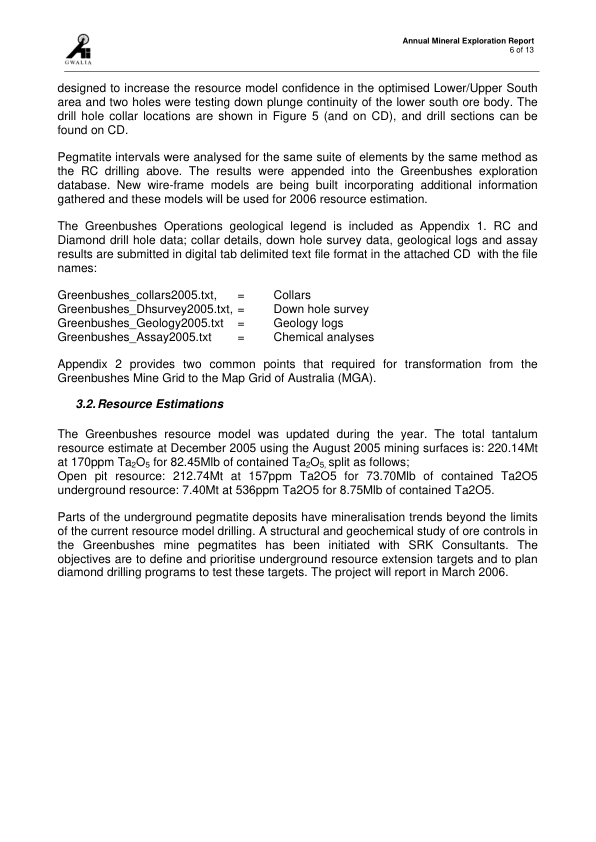 GWALIA
Annual Mineral Exploration Report
6 of 13
designed to increase the resource model confidence in the optimised Lower/Upper South
area and two holes were testing down plunge continuity of the lower south ore body. The
drill hole collar locations are shown in Figure 5 (and on CD), and drill sections can be
found on CD.
Pegmatite intervals were analysed for the same suite of elements by the same method as
the RC drilling above. The results were appended into the Greenbushes exploration
database. New wire-frame models are being built incorporating additional information
gathered and these models will be used for 2006 resource estimation.
The Greenbushes Operations geological legend is included as Appendix 1. RC and
Diamond drill hole data; collar details, down hole survey data, geological logs and assay
results are submitted in digital tab delimited text file format in the attached CD with the file
names:
Greenbushes_collars2005.txt, = Collars
Greenbushes_Dhsurvey2005.txt, = Down hole survey
Greenbushes_Geology2005.txt = Geology logs
Greenbushes_Assay2005.txt = Chemical analyses
Appendix 2 provides two common points that required for transformation from the
Greenbushes Mine Grid to the Map Grid of Australia (MGA).
3.2. Resource Estimations
The Greenbushes resource model was updated during the year. The total tantalum
resource estimate at December 2005 using the August 2005 mining surfaces is: 220.14Mt
at 170ppm Ta₂O₅ for 82.45Mlb of contained Ta₂O₅, split as follows;
Open pit resource: 212.74Mt at 157ppm Ta2O5 for 73.70Mlb of contained Ta2O5
underground resource: 7.40Mt at 536ppm Ta2O5 for 8.75Mlb of contained Ta2O5.
Parts of the underground pegmatite deposits have mineralisation trends beyond the limits
of the current resource model drilling. A structural and geochemical study of ore controls in
the Greenbushes mine pegmatites has been initiated with SRK Consultants. The
objectives are to define and prioritise underground resource extension targets and to plan
diamond drilling programs to test these targets. The project will report in March 2006.